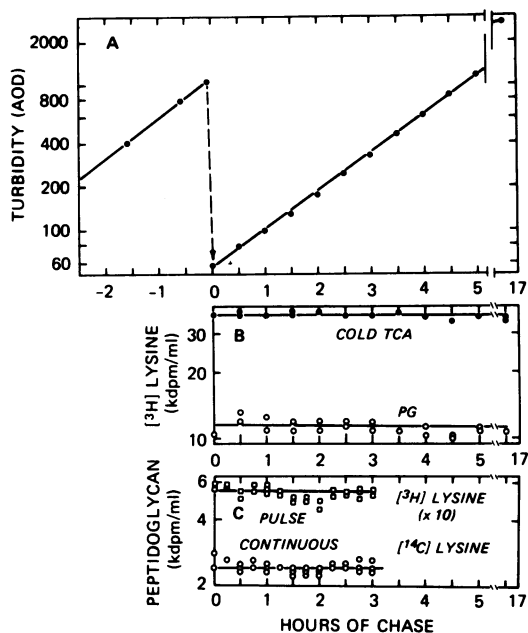 A
TURBIDITY (AOD)
2000
800
400
200
100
60
-2 -1 0 1 2 3 4 5 17
B
[³H] LYSINE
(kdpm/ml)
30
20
10
COLD TCA
PG
0 1 2 3 4 5 17
C
PEPTIDOGLYCAN
(kdpm/ml)
6
4
2
[³H] LYSINE
(x 10)
PULSE
CONTINUOUS
[¹⁴C] LYSINE
0 1 2 3 4 5 17
HOURS OF CHASE